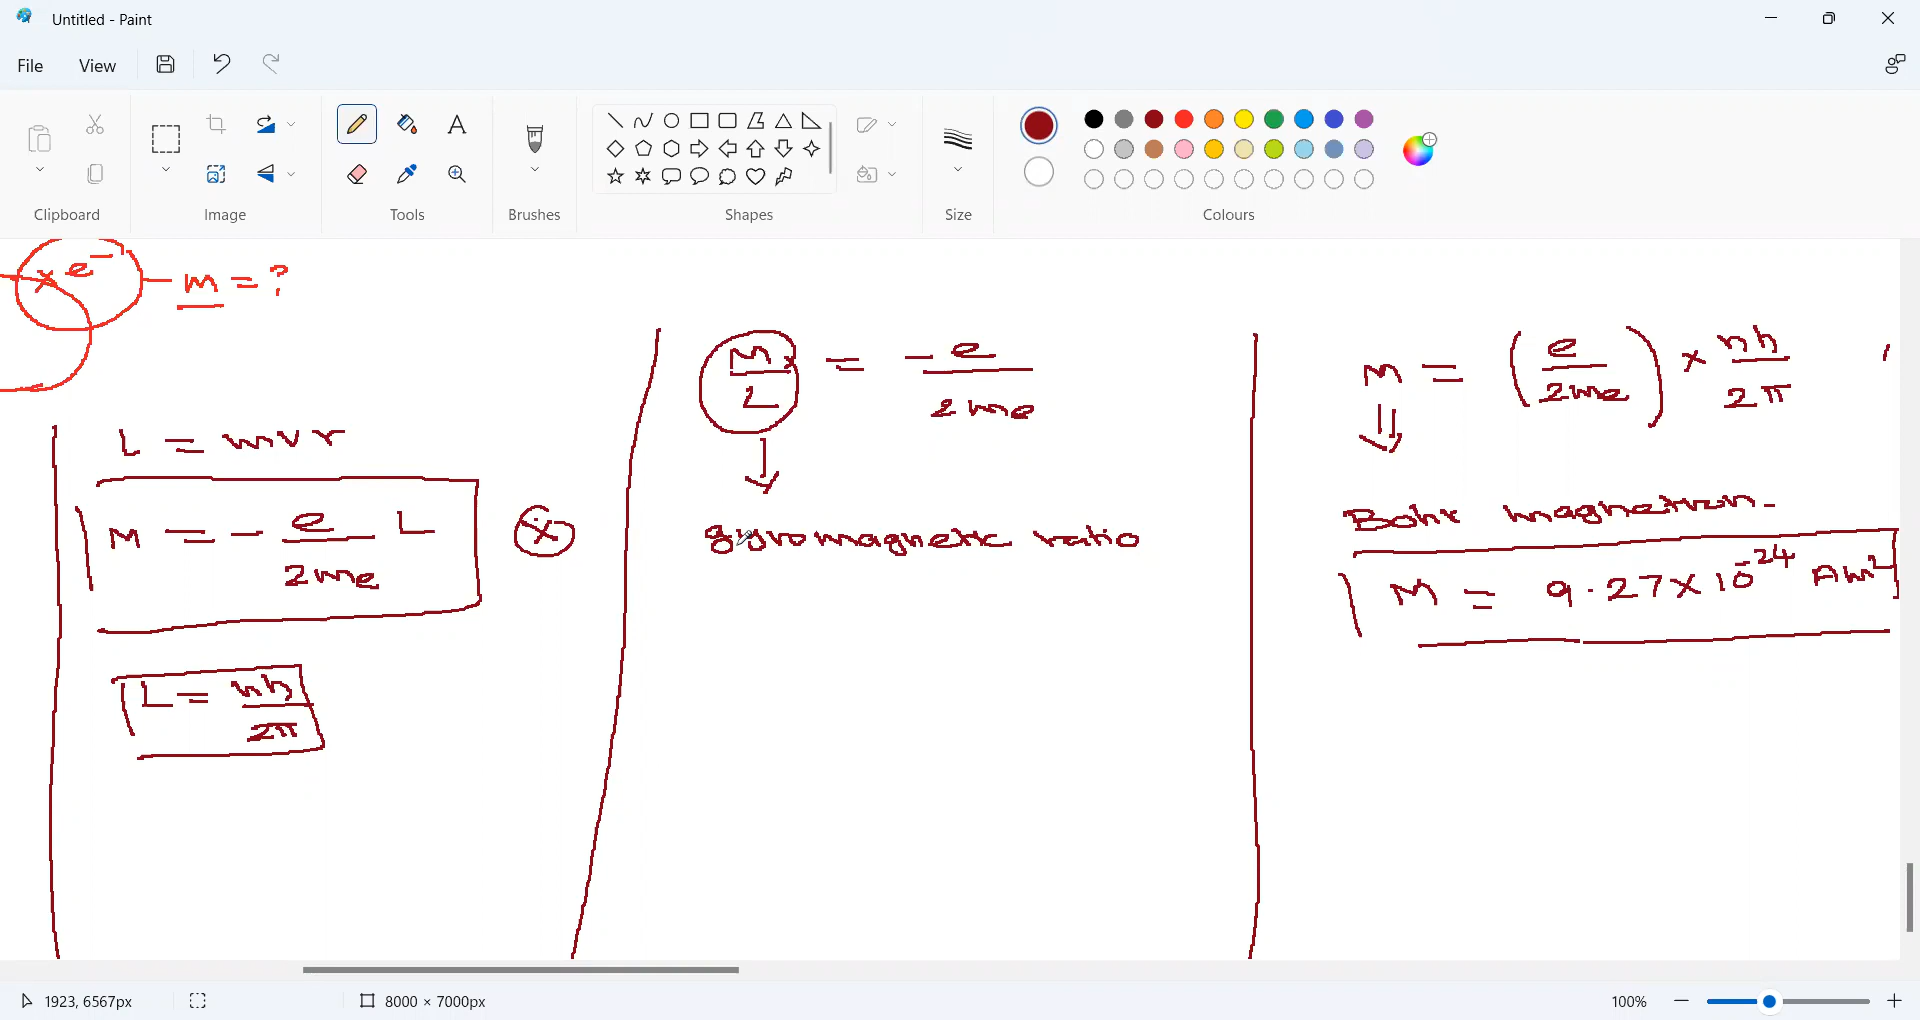 Untitled - Paint
File View
Clipboard Image Tools Brushes Shapes Size Colours
e⁻ m = ?
L = mvr
M = - e/2me L
L = nh/2π
M/L = - e/2me
gyromagnetic ratio
m = (e/2me) × nh/2π
Bohr magnetron
M = 9.27 × 10⁻²⁴ Am²
1923, 6567px 8000 × 7000px 100%